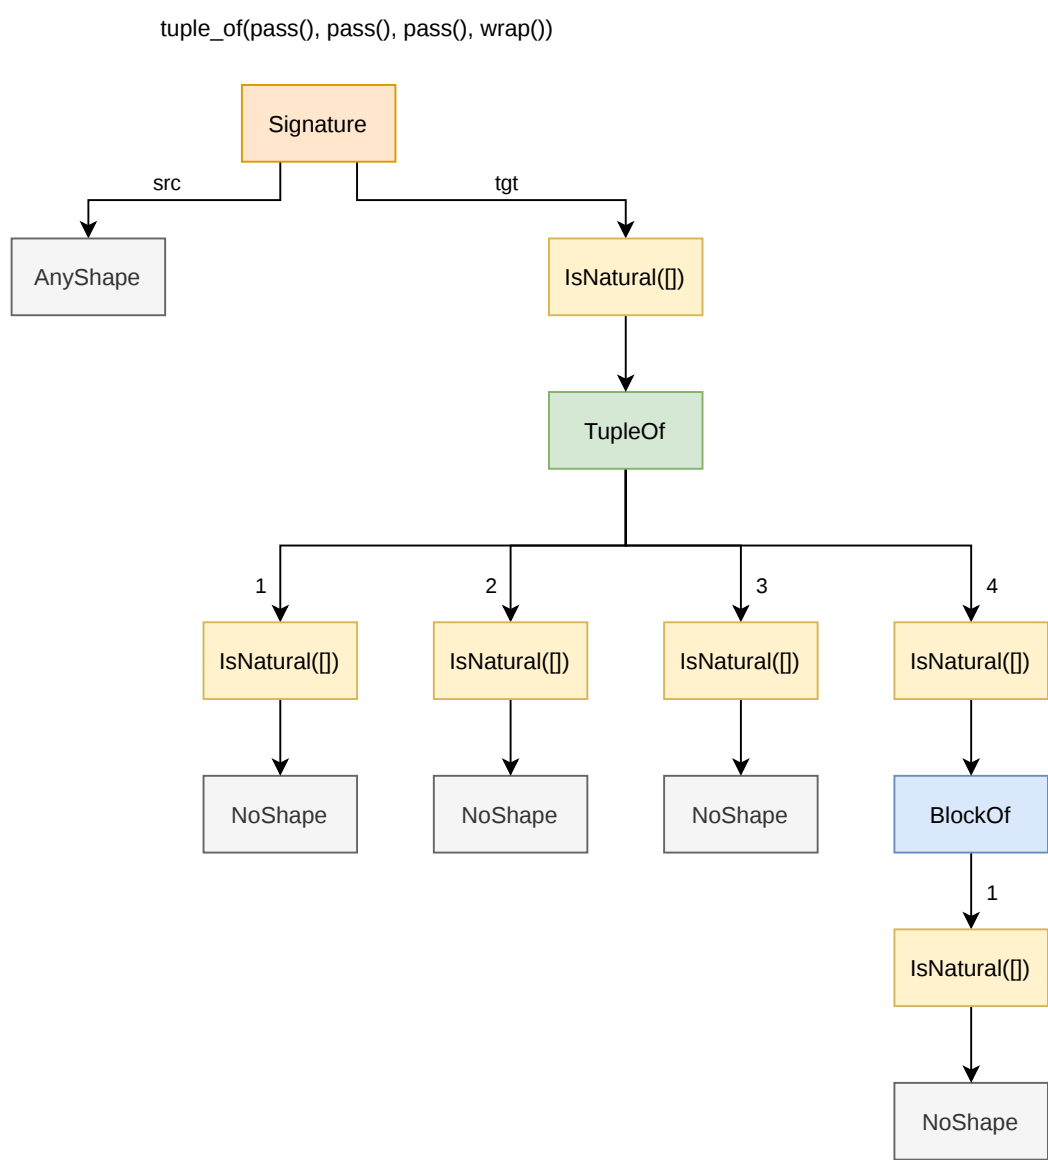 tuple_of(pass(), pass(), pass(), wrap())
Signature
src
tgt
AnyShape
IsNatural([])
TupleOf
1
2
3
4
IsNatural([])
IsNatural([])
IsNatural([])
IsNatural([])
NoShape
NoShape
NoShape
BlockOf
1
IsNatural([])
NoShape